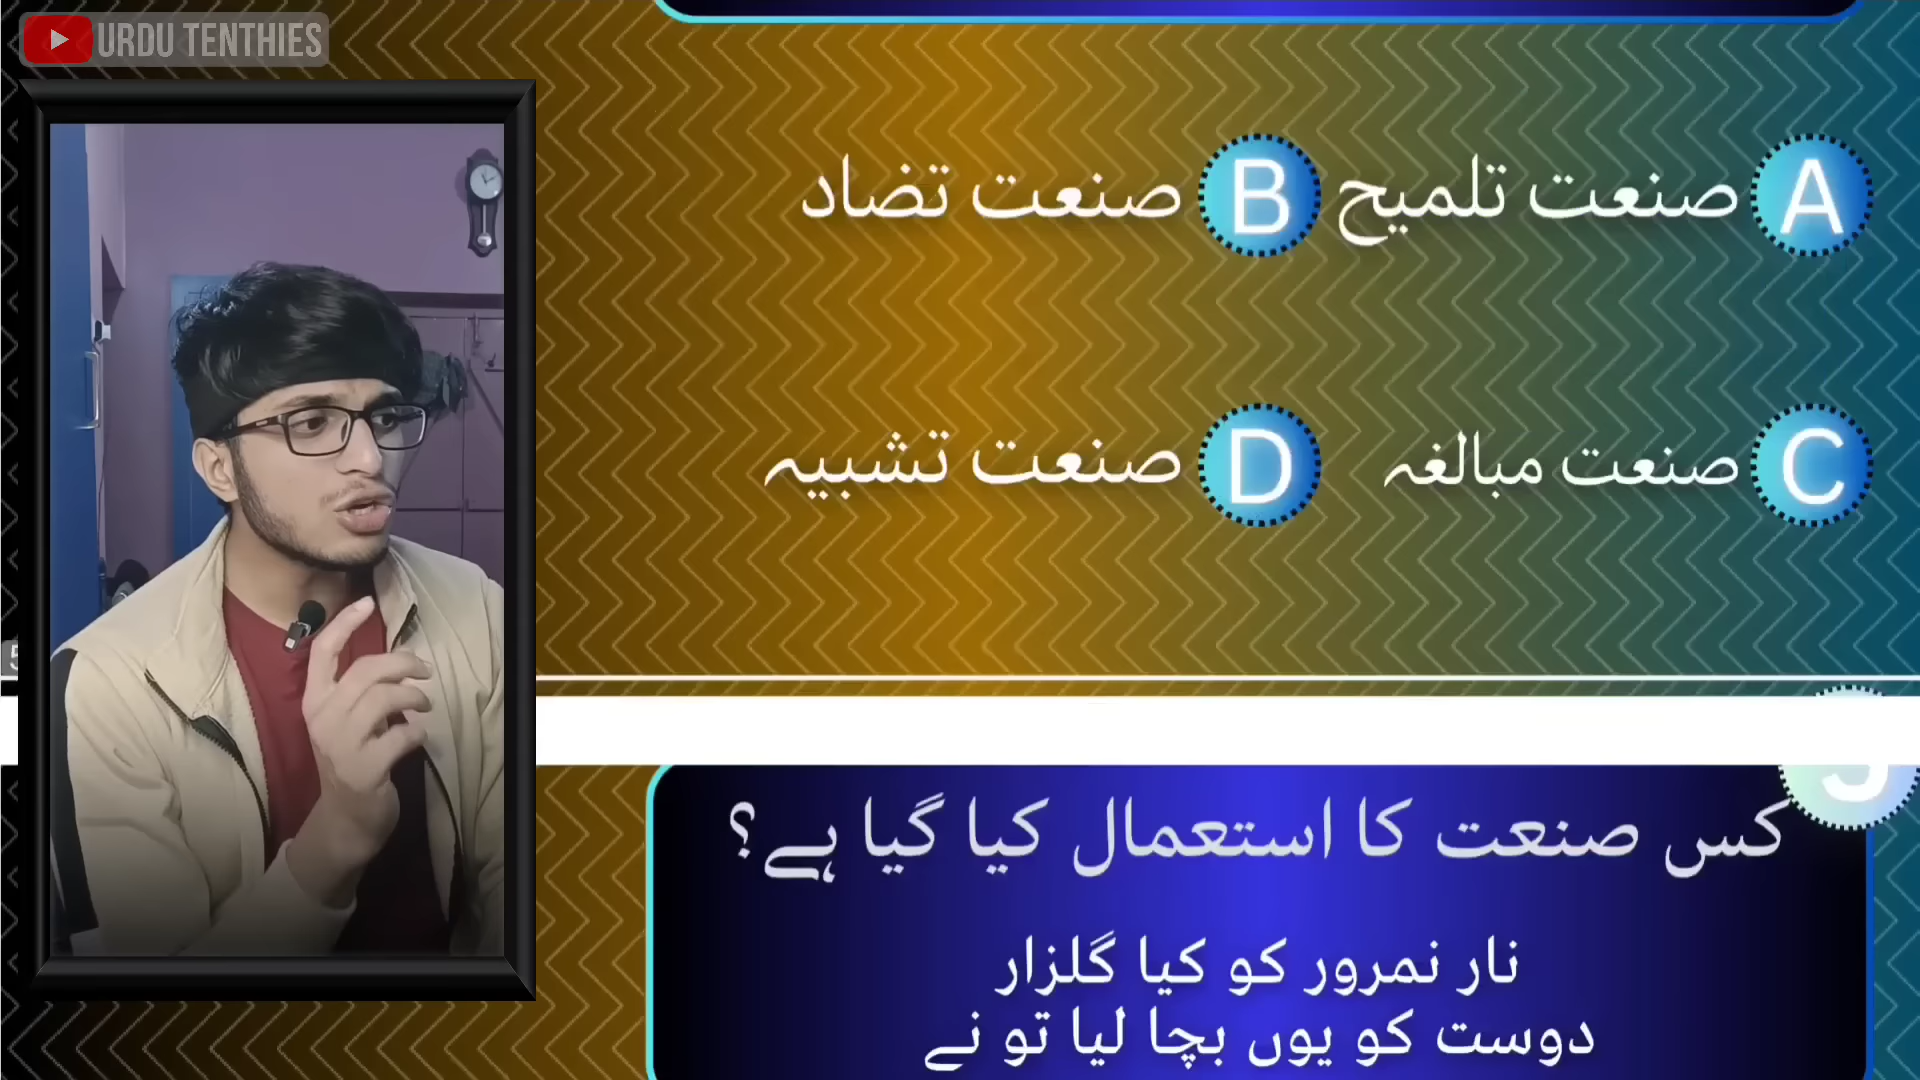 URDU TENTHIES
A صنعت تلمیح B صنعت تضاد
C صنعت مبالغہ D صنعت تشبیہ
کس صنعت کا استعمال کیا گیا ہے؟
نار نمرور کو کیا گلزار
دوست کو یوں بچا لیا تو نے